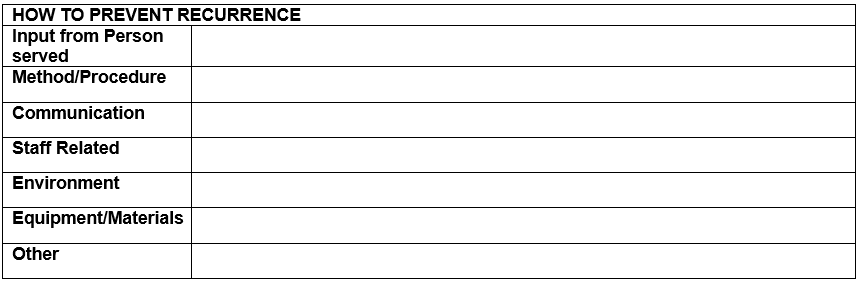 HOW TO PREVENT RECURRENCE
Input from Person
served
Method/Procedure
Communication
Staff Related
Environment
Equipment/Materials
Other